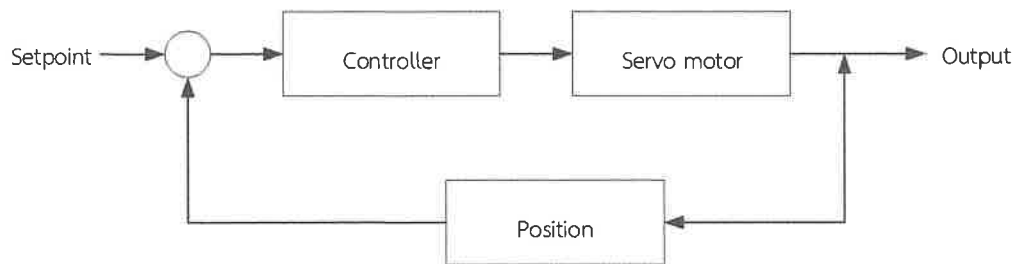 Setpoint
Controller
Servo motor
Output
Position